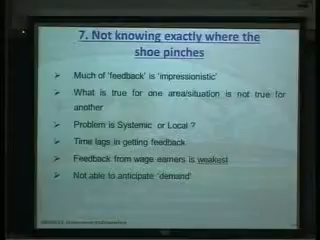 7. Not knowing exactly where the
shoe pinches
Much of 'feedback' is 'impressionistic'
What is true for one area/situation is not true for
another
Problem is Systemic or Local ?
Time lags in getting feedback
Feedback from wage earners is weakest
Not able to anticipate 'demand'